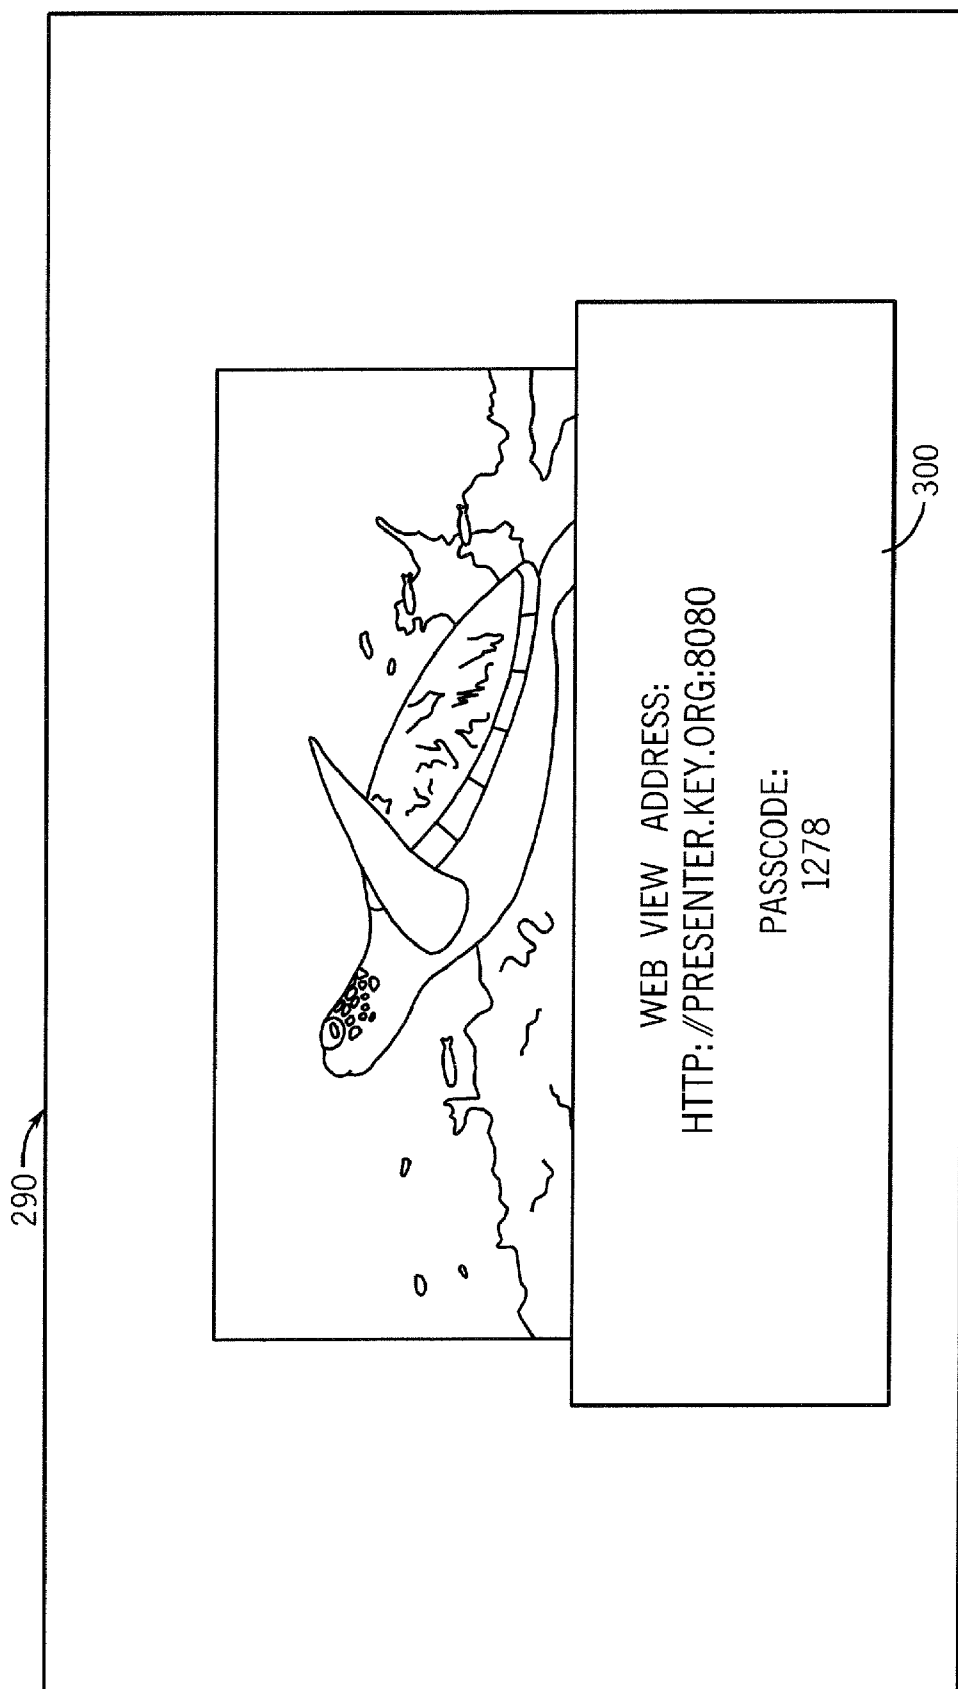 290
WEB VIEW ADDRESS:
HTTP://PRESENTER.KEY.ORG:8080
PASSCODE:
1278
300